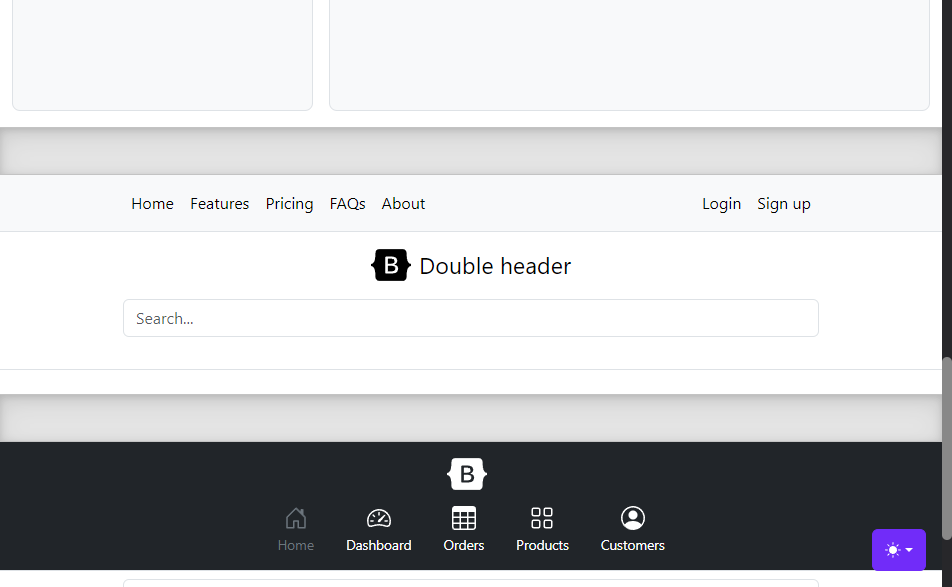 Home Features Pricing FAQs About Login Sign up
B Double header
Search...
B
Home Dashboard Orders Products Customers